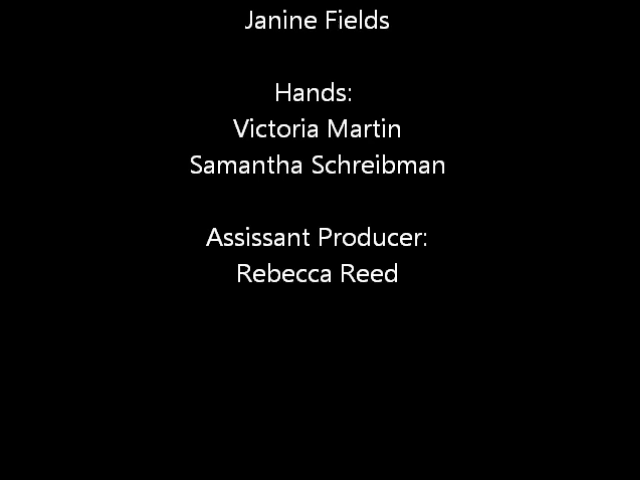 Janine Fields
Hands:
Victoria Martin
Samantha Schreibman
Assissant Producer:
Rebecca Reed